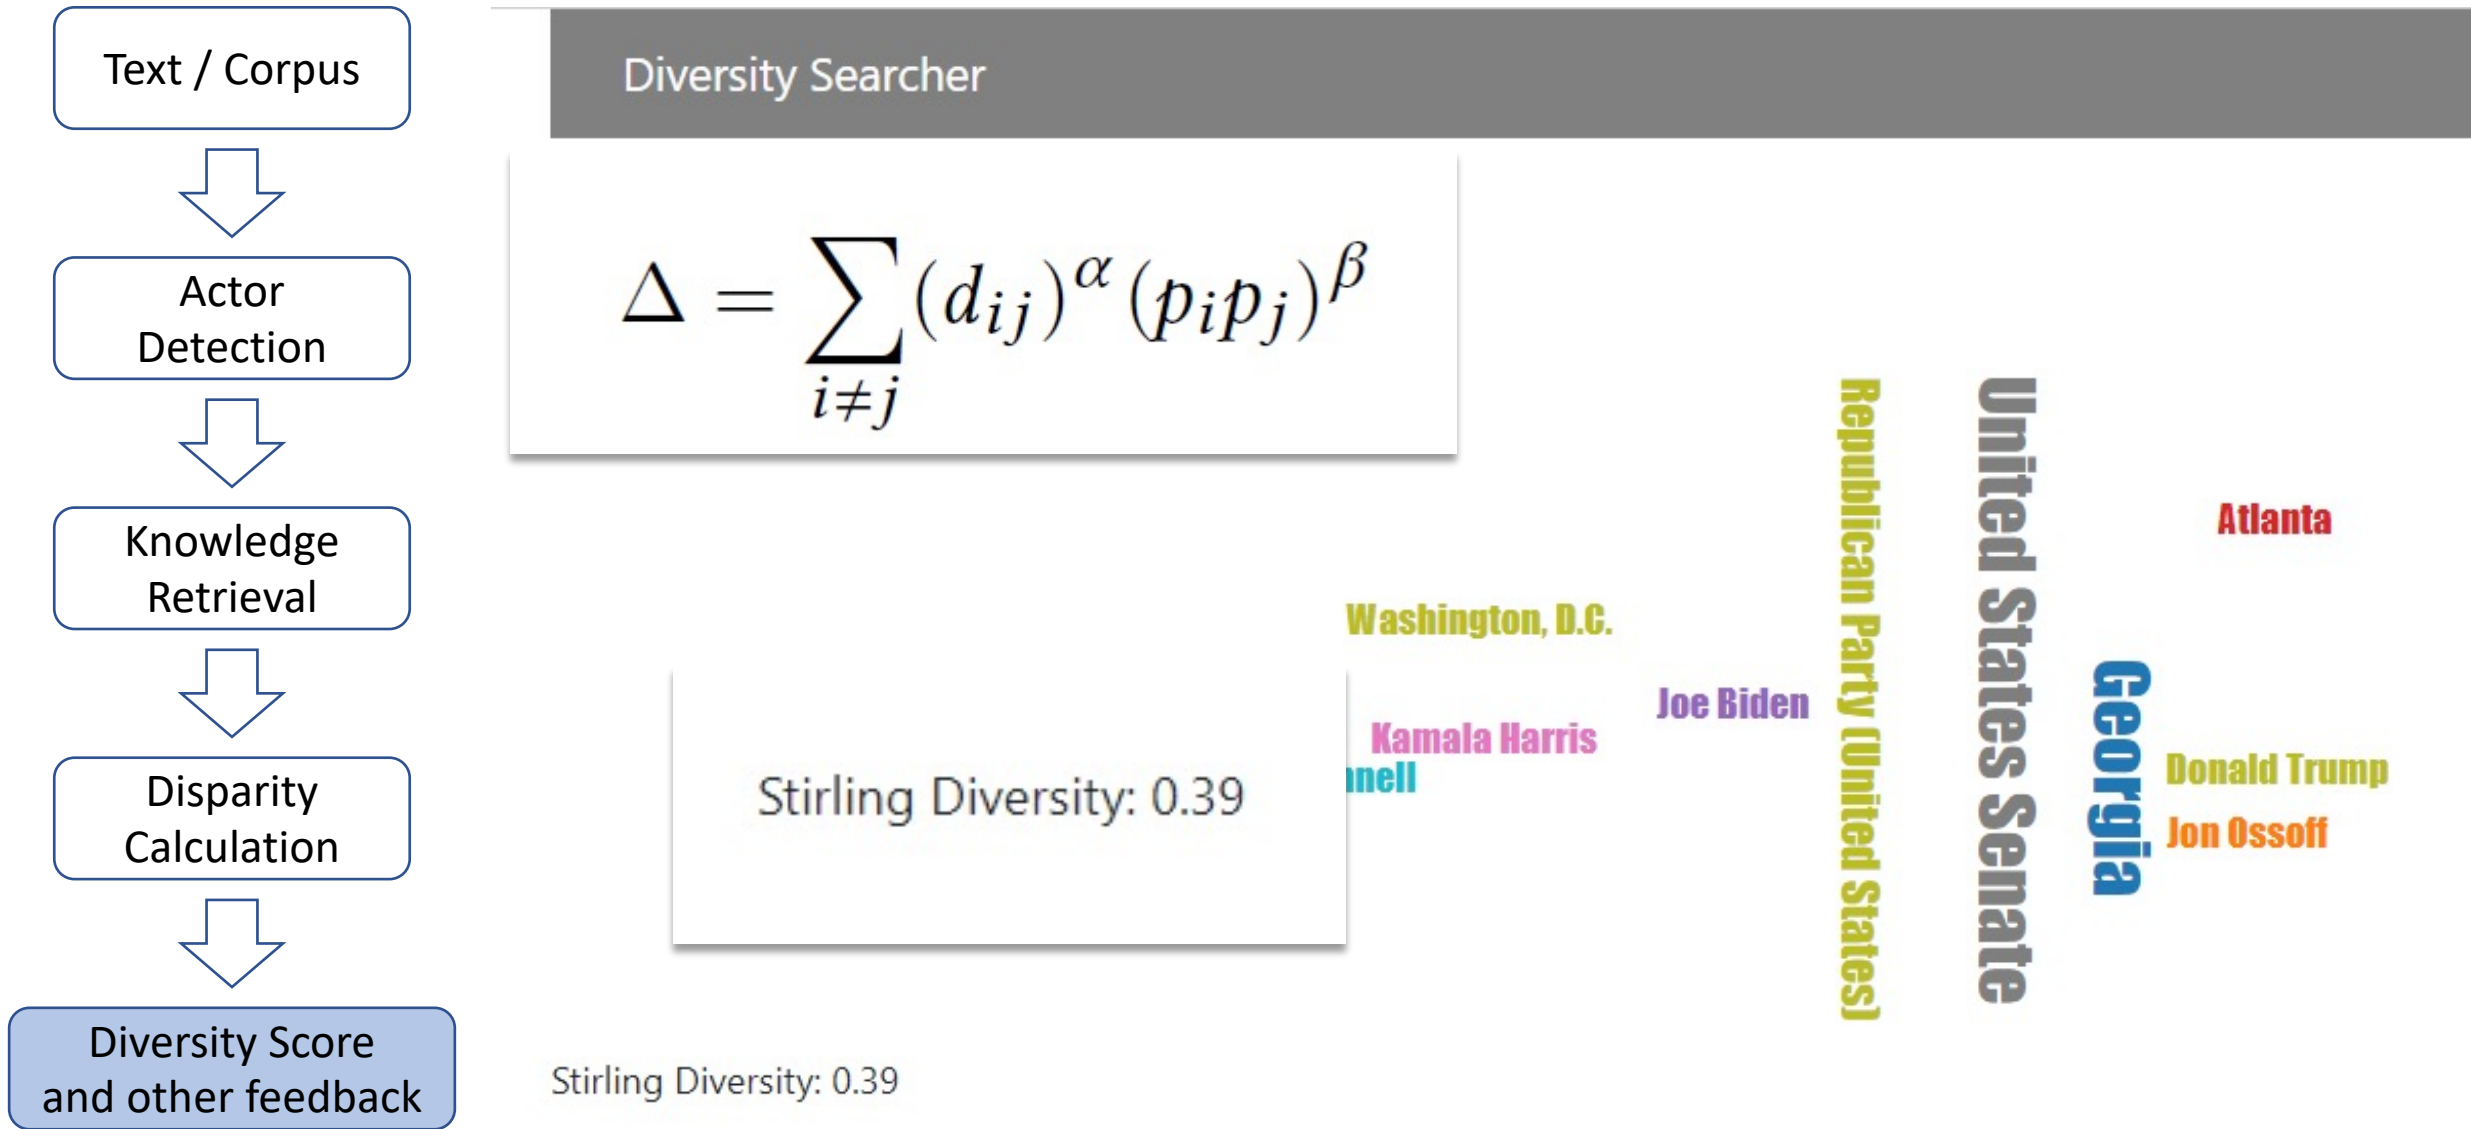 Text / Corpus
Actor
Detection
Knowledge
Retrieval
Disparity
Calculation
Diversity Score
and other feedback
Diversity Searcher
Δ = ∑ (d_{ij})^α (p_i p_j)^β
i≠j
Republican Party (United States)
United States Senate
Atlanta
Washington, D.C.
Joe Biden
Georgia
Kamala Harris
nnell
Donald Trump
Jon Ossoff
Stirling Diversity: 0.39
Stirling Diversity: 0.39